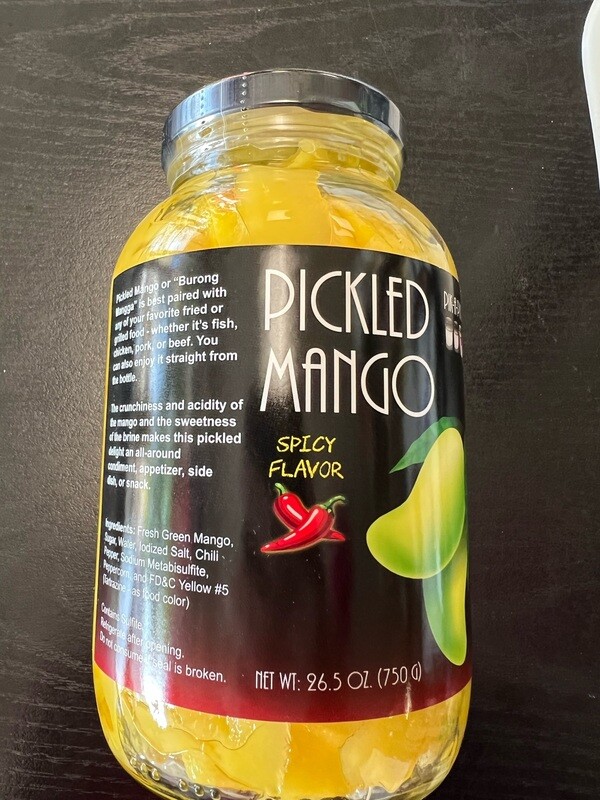 Pickled Mango or "Burong
Mangga" is best paired with
any of your favorite fried or
grilled food - whether it's fish,
chicken, pork, or beef. You
can also enjoy it straight from
the bottle.
The crunchiness and acidity of
the mango and the sweetness
of the brine makes this pickled
delight an all-around
condiment, appetizer, side
dish, or snack.
Ingredients: Fresh Green Mango,
Sugar, Water, Iodized Salt, Chili
Pepper, Sodium Metabisulfite,
Peppercorn, and FD&C Yellow #5
(Tartrazine as food color)
Contains sulfite.
Refrigerate after opening.
Do not consume seal is broken.
PICKLED
MANGO
SPICY
FLAVOR
NET WT: 26.5 OZ. (750 G)